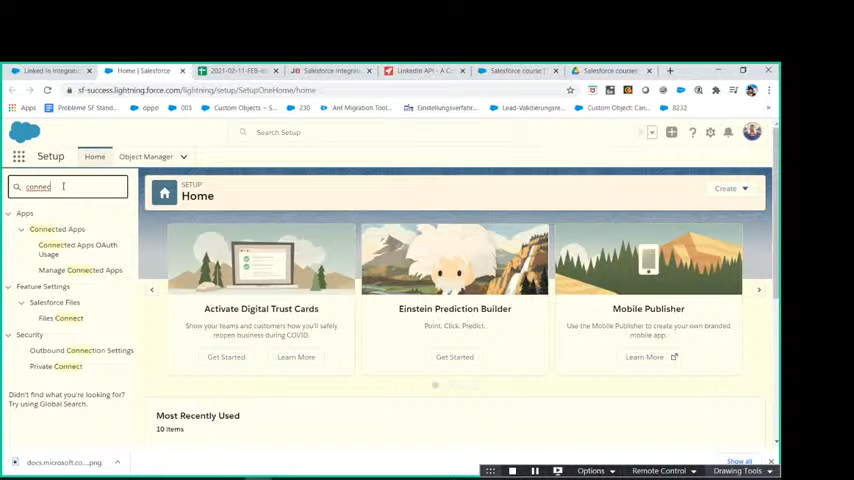 Linked In Integrati...
Home | Salesforce
2021-02-11-FEB-e
Salesforce Integrati
LinkedIn API - A C
Salesforce course |
Salesforce courses
sf-success.lightning.force.com/lightning/setup/SetupOneHome/home
Apps
Probleme SF Stand...
oppo
003
Custom Objects – S...
230
Ant Migration Tool...
Einstellungsverfahr...
Lead-Validierungsre...
Custom Object: Can...
8232
Search Setup
Setup
Home
Object Manager
connec
SETUP
Home
Create
Apps
Connected Apps
Connected Apps OAuth
Usage
Manage Connected Apps
Feature Settings
Salesforce Files
Files Connect
Security
Outbound Connection Settings
Private Connect
Didn't find what you're looking for?
Try using Global Search.
Activate Digital Trust Cards
Show your teams and customers how you'll safely
reopen business during COVID.
Get Started
Learn More
Einstein Prediction Builder
Point. Click. Predict.
Get Started
Mobile Publisher
Use the Mobile Publisher to create your own branded
mobile app.
Learn More
Most Recently Used
10 items
docs.microsoft.co....png
Show all
Options
Remote Control
Drawing Tools